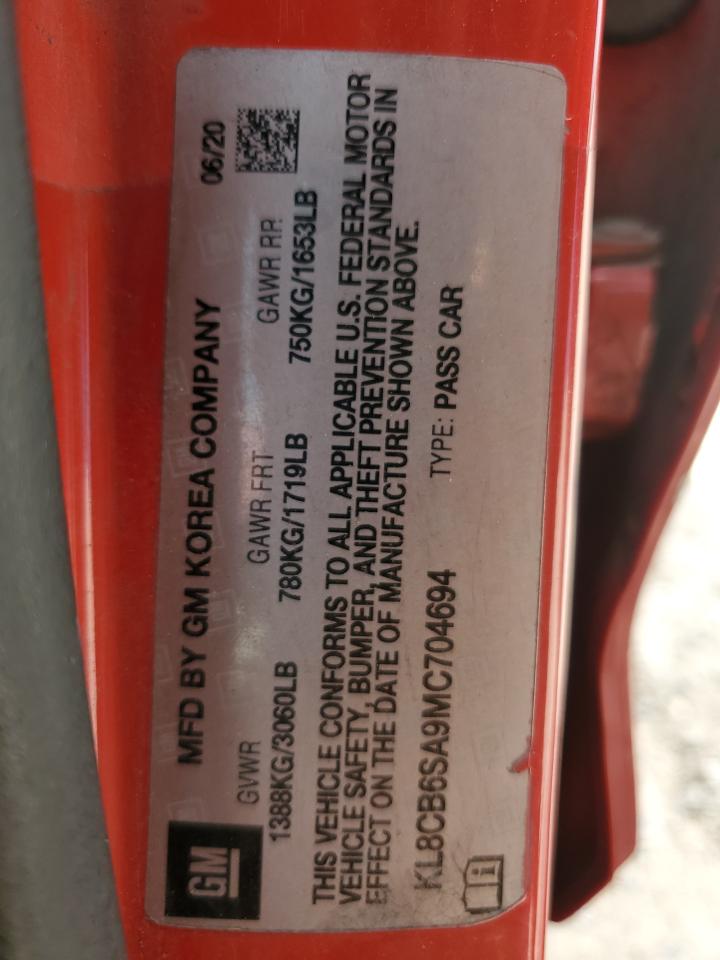 GM
MFD BY GM KOREA COMPANY 06/20
GVWR GAWR FRT GAWR RR
1388KG/3060LB 780KG/1719LB 750KG/1653LB
THIS VEHICLE CONFORMS TO ALL APPLICABLE U.S. FEDERAL MOTOR
VEHICLE SAFETY, BUMPER, AND THEFT PREVENTION STANDARDS IN
EFFECT ON THE DATE OF MANUFACTURE SHOWN ABOVE.
KL8CB6SA9MC704694 TYPE: PASS CAR